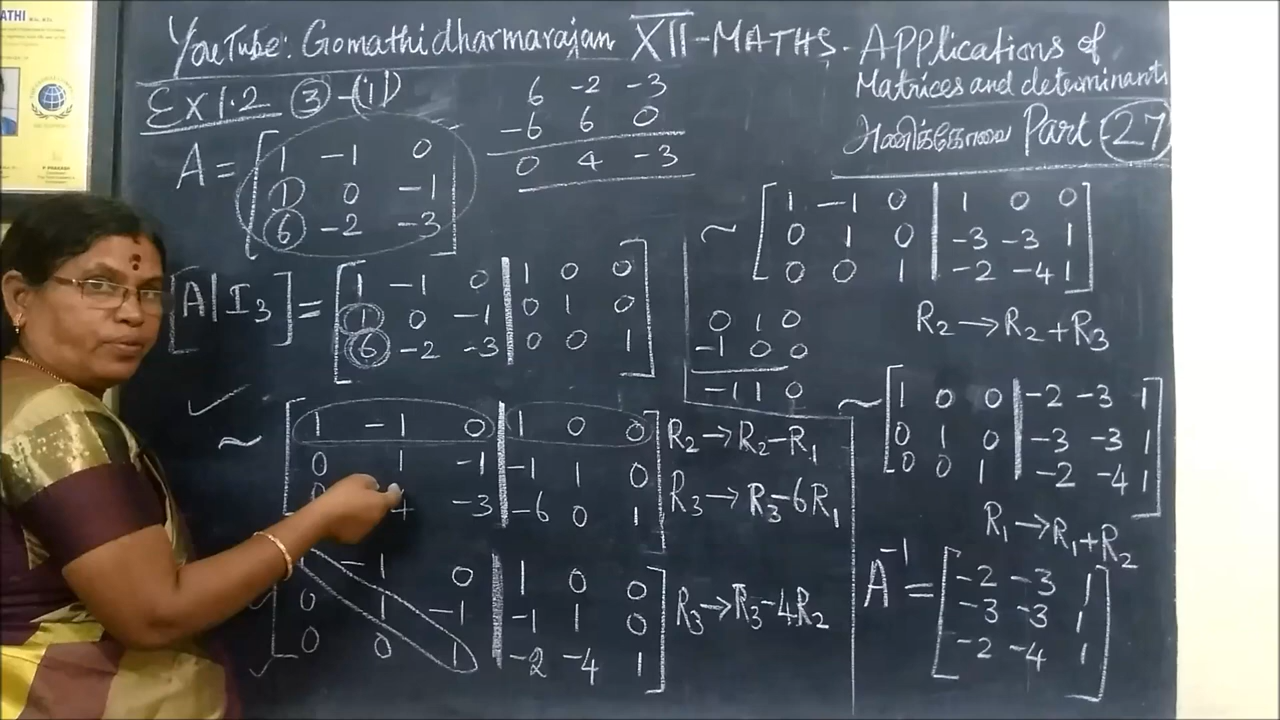 ATHI
YouTube: Gomathidharmarajan XII-MATHS. Applications of
Matrices and determinants
அணிக்கோவை Part-27
Ex 1.2 ③-(i)
6 -2 -3
-6 6 0
0 4 -3
A = [ 1 -1 0
1 0 -1
6 -2 -3 ]
[A|I₃] = [ 1 -1 0 | 1 0 0
1 0 -1 | 0 1 0
6 -2 -3 | 0 0 1 ]
~ [ 1 -1 0 | 1 0 0 ] R₂→R₂-R₁
0 1 -1 | -1 1 0
0 4 -3 | -6 0 1 R₃→R₃-6R₁
-1 0 | 1 0 0
0 1 -1 | -1 1 0 R₃→R₃-4R₂
0 0 1 | -2 -4 1
0 1 0
-1 0 0
-1 1 0
~ [ 1 -1 0 | 1 0 0
0 1 0 | -3 -3 1
0 0 1 | -2 -4 1 ]
R₂→R₂+R₃
~ [ 1 0 0 | -2 -3 1
0 1 0 | -3 -3 1
0 0 1 | -2 -4 1 ]
R₁→R₁+R₂
A⁻¹ = [ -2 -3 1
-3 -3 1
-2 -4 1 ]